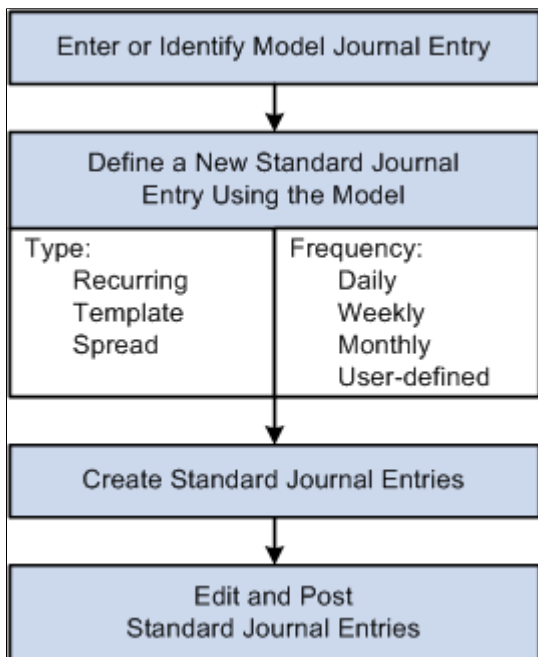 Enter or Identify Model Journal Entry
Define a New Standard Journal
Entry Using the Model
Type:
Recurring
Template
Spread
Frequency:
Daily
Weekly
Monthly
User-defined
Create Standard Journal Entries
Edit and Post
Standard Journal Entries